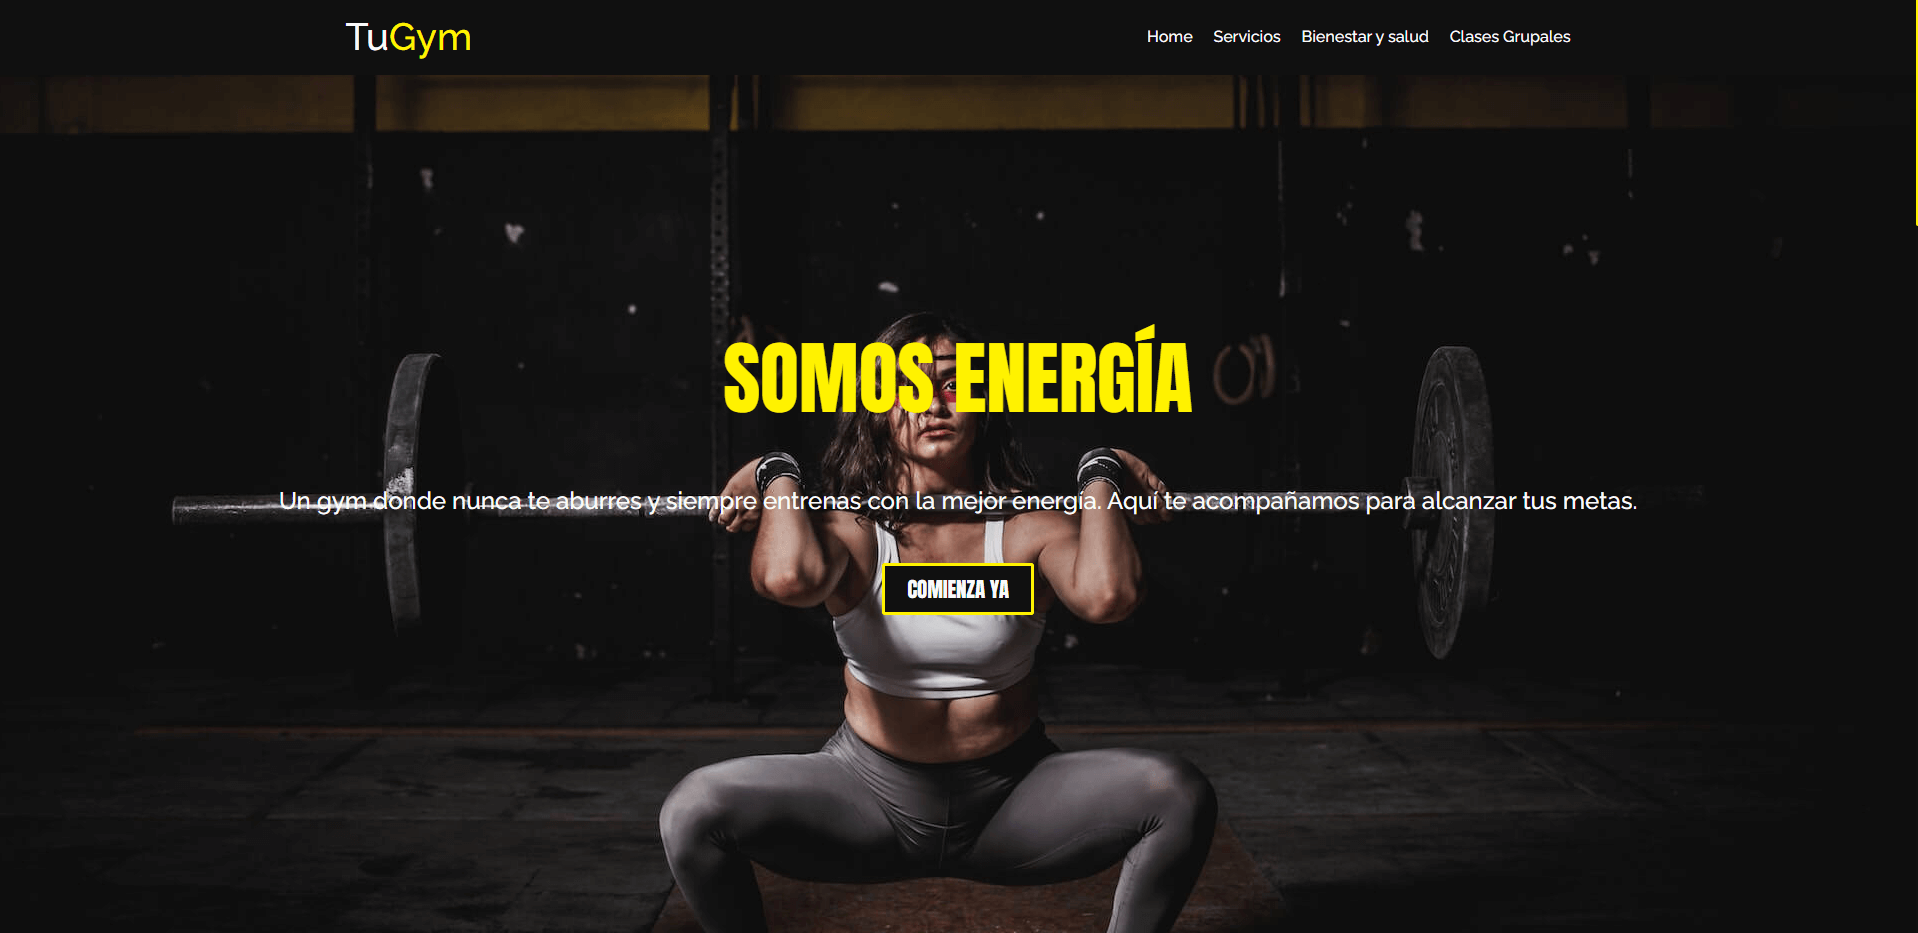 TuGym
Home Servicios Bienestar y salud Clases Grupales
SOMOS ENERGÍA
Un gym donde nunca te aburres y siempre entrenas con la mejor energía. Aquí te acompañamos para alcanzar tus metas.
COMIENZA YA